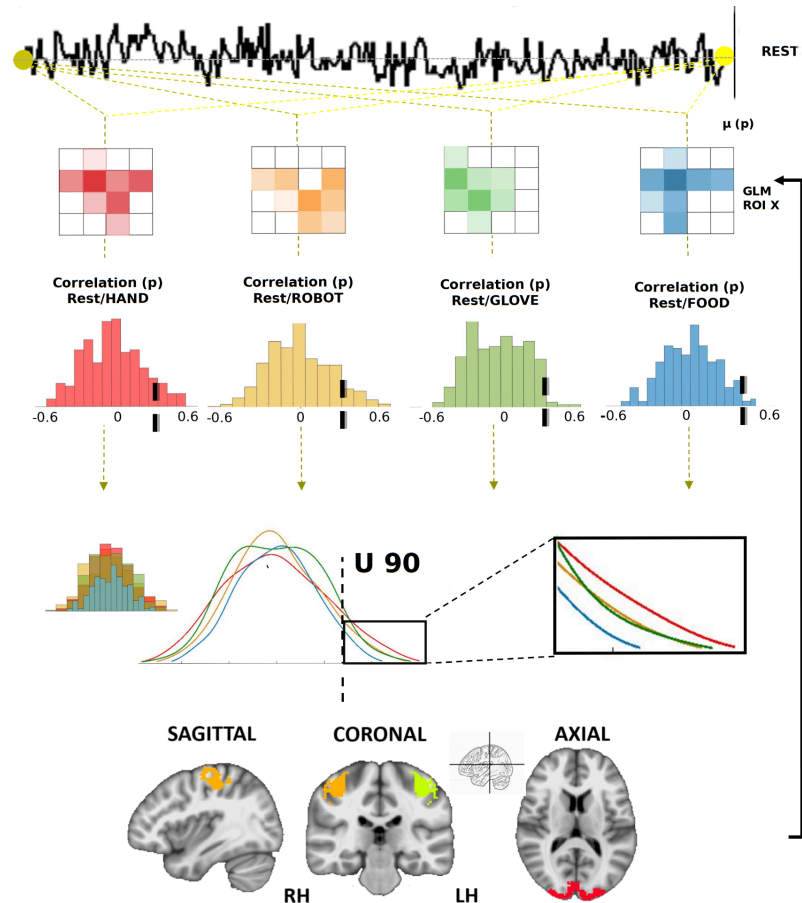 REST
μ (p)
GLM
ROI X
Correlation (p)
Rest/HAND
Correlation (p)
Rest/ROBOT
Correlation (p)
Rest/GLOVE
Correlation (p)
Rest/FOOD
-0.6 0 0.6
-0.6 0 0.6
-0.6 0 0.6
-0.6 0 0.6
U 90
SAGITTAL CORONAL AXIAL
RH LH